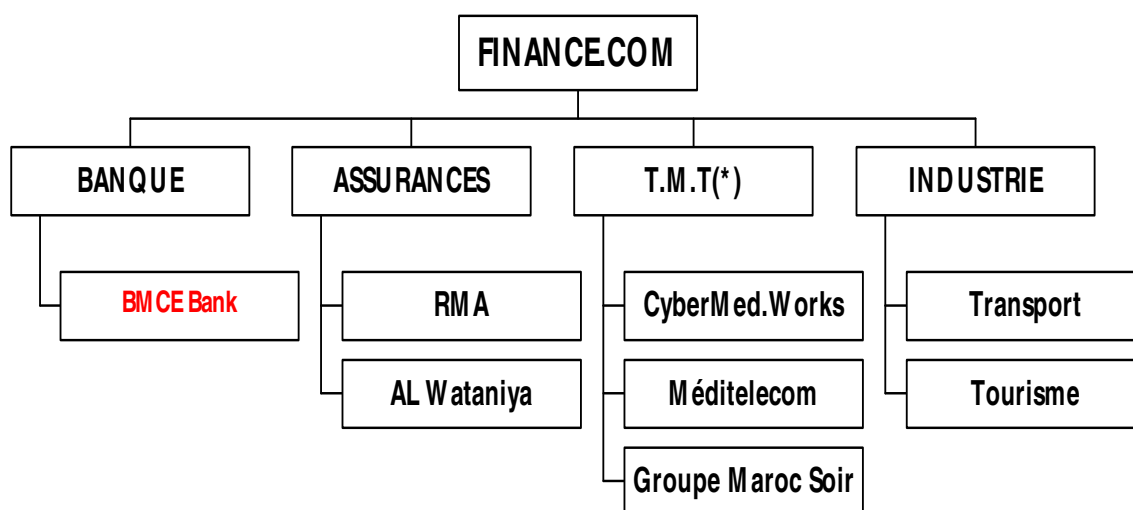 FINANCE.COM
BANQUE
ASSURANCES
T.M.T(*)
INDUSTRIE
BMCE Bank
RMA
CyberMed.Works
Transport
AL Wataniya
Méditelecom
Tourisme
Groupe Maroc Soir